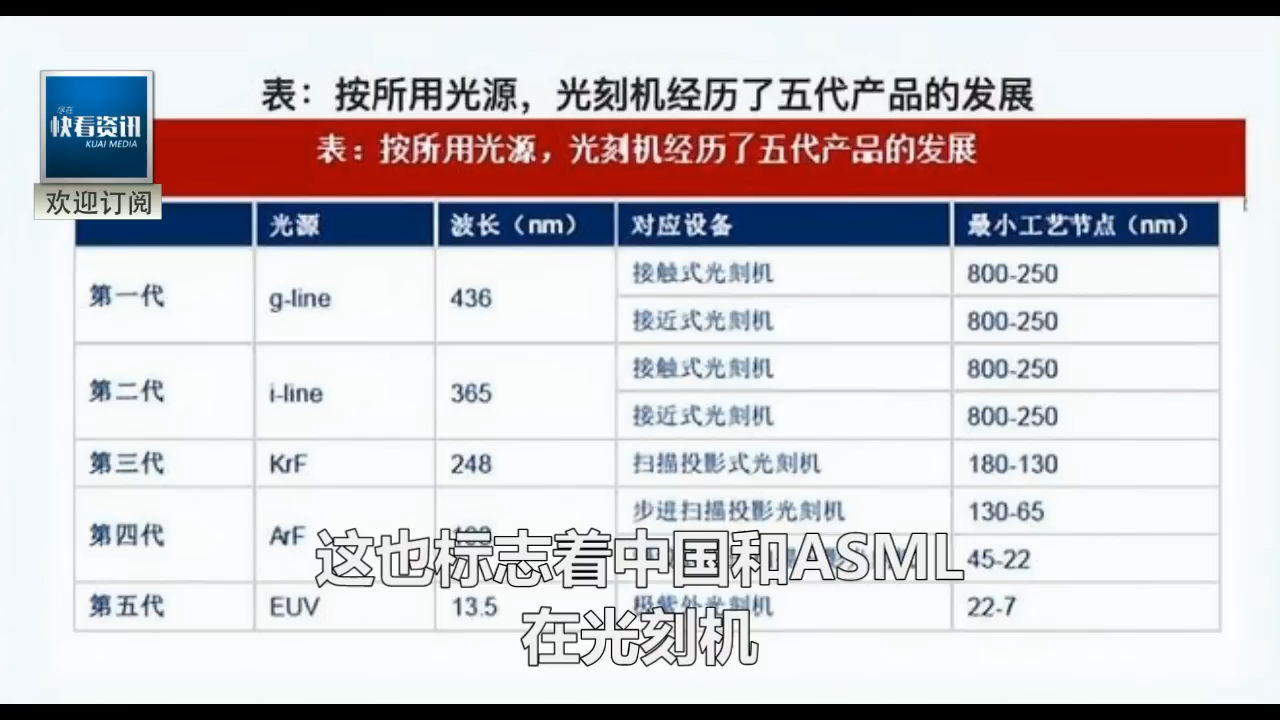 表：按所用光源，光刻机经历了五代产品的发展
尽在
快看资讯
KUAI MEDIA
欢迎订阅
表：按所用光源，光刻机经历了五代产品的发展
光源 波长（nm） 对应设备 最小工艺节点（nm）
第一代 g-line 436 接触式光刻机 800-250
接近式光刻机 800-250
第二代 i-line 365 接触式光刻机 800-250
接近式光刻机 800-250
第三代 KrF 248 扫描投影式光刻机 180-130
第四代 ArF 步进扫描投影光刻机 130-65
45-22
第五代 EUV 13.5 极紫外光刻机 22-7
这也标志着中国和ASML
在光刻机